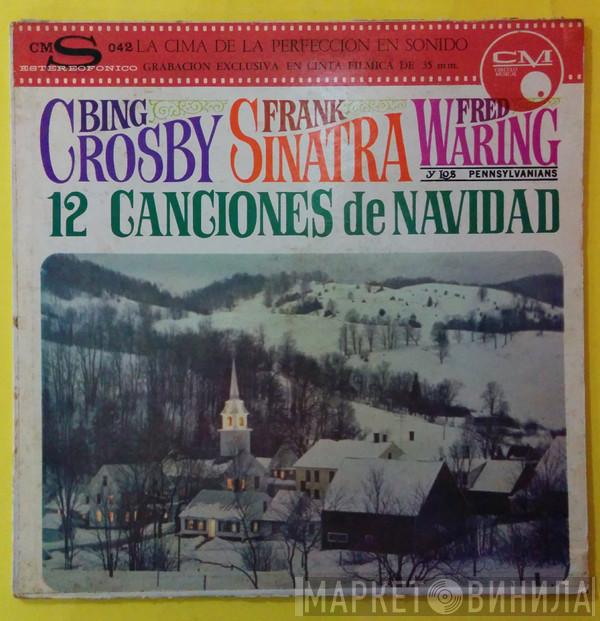 CM S 042 LA CIMA DE LA PERFECCION EN SONIDO
ESTEREOFONICO GRABACION EXCLUSIVA EN CINTA FILMICA DE 35 mm.
CM
CIRCULO
MUSICAL
BING CROSBY FRANK SINATRA FRED WARING
y los PENNSYLVANIANS
12 CANCIONES de NAVIDAD
МАРКЕТ ВИНИЛА